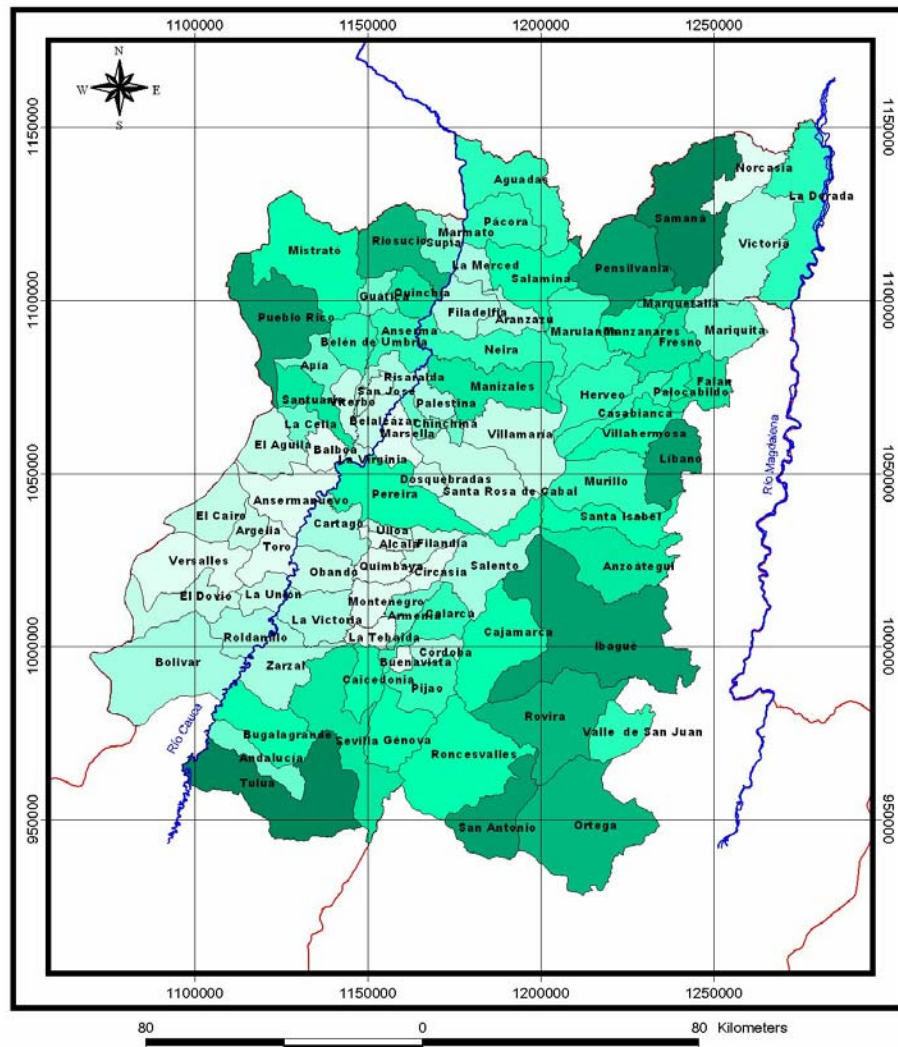 1100000 1150000 1200000 1250000
N
W E
S
1150000 1150000
Norcasia
Aguadas
La Dorada
Samaná
Pácora
Marmato
Riosucio
Supía
Victoria
Mistrató
La Merced
Pensilvania
Salamina
Quinchía
Guática
Marquetalia
1100000 1100000
Pueblo Rico
Filadelfia
Aranzazu
Anserma
Marulanda
Manzanares
Mariquita
Belén de Umbría
Fresno
Neira
Apía
Risaralda
Falan
San José
Manizales
Palocabildo
Santuario
Viterbo
Palestina
Herveo
Casabianca
La Celia
Belalcázar
Chinchiná
El Aguila
Marsella
Villamaría
Villahermosa
Balboa
La Virginia
Líbano
1050000 1050000
Dosquebradas
Murillo
Pereira
Santa Rosa de Cabal
Ansermanuevo
El Cairo
Cartago
Santa Isabel
Argelia
Ulloa
Toro
Alcalá
Filandia
Versalles
Quimbaya
Salento
Anzoátegui
Obando
Circasia
El Dovio
La Unión
Montenegro
La Victoria
Armenia
Calarcá
Roldanillo
La Tebaida
Cajamarca
Ibagué
1000000 1000000
Bolívar
Zarzal
Buenavista
Córdoba
Caicedonia
Pijao
Rovira
Bugalagrande
Sevilla
Génova
Valle de San Juan
Andalucía
Roncesvalles
Tulua
950000 950000
San Antonio
Ortega
Río Cauca
Río Magdalena
1100000 1150000 1200000 1250000
80 0 80 Kilometers